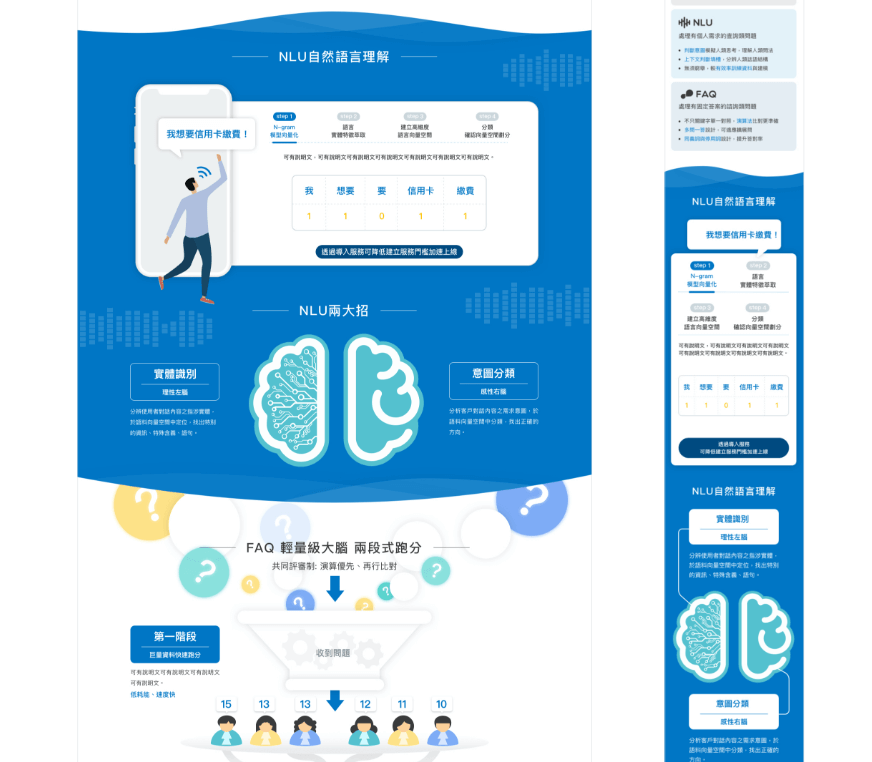 NLU自然語言理解
我想要信用卡繳費！
step 1
N-gram
模型向量化
step 2
語言
實體特徵萃取
step 3
建立高維度
語言向量空間
step 4
分類
確認向量空間劃分
可有說明文，可有說明文可有說明文可有說明文可有說明文可有說明文可有說明文。
我 想要 要 信用卡 繳費
1 1 0 1 1
透過導入服務可降低建立服務門檻加速上線
NLU兩大招
實體識別
理性左腦
分辨使用者對話內容之指涉實體，
於語料向量空間中定位，找出特別
的資訊、特殊含義、語句。
意圖分類
感性右腦
分析客戶對話內容之需求意圖，於
語料向量空間中分類，找出正確的
方向。
FAQ 輕量級大腦 兩段式跑分
共同評審制: 演算優先、再行比對
第一階段
巨量資料快速跑分
可有說明文可有說明文可有說明文
可有說明文。
低耗能、速度快
收到問題
15 13 13 12 11 10
NLU
處理有個人需求的查詢類問題
FAQ
處理有固定答案的諮詢類問題
NLU自然語言理解
我想要信用卡繳費！
step 1
N-gram
模型向量化
step 2
語言
實體特徵萃取
step 3
建立高維度
語言向量空間
step 4
分類
確認向量空間劃分
可有說明文，可有說明文可有說明文可有說明文
可有說明文可有說明文可有說明文可有說明文。
我 想要 要 信用卡 繳費
1 1 0 1 1
透過導入服務
可降低建立服務門檻加速上線
NLU自然語言理解
實體識別
理性左腦
分辨使用者對話內容之指涉實體，
於語料向量空間中定位，找出特別
的資訊、特殊含義、語句。
意圖分類
感性右腦
分析客戶對話內容之需求意圖，於
語料向量空間中分類，找出正確的
方向。